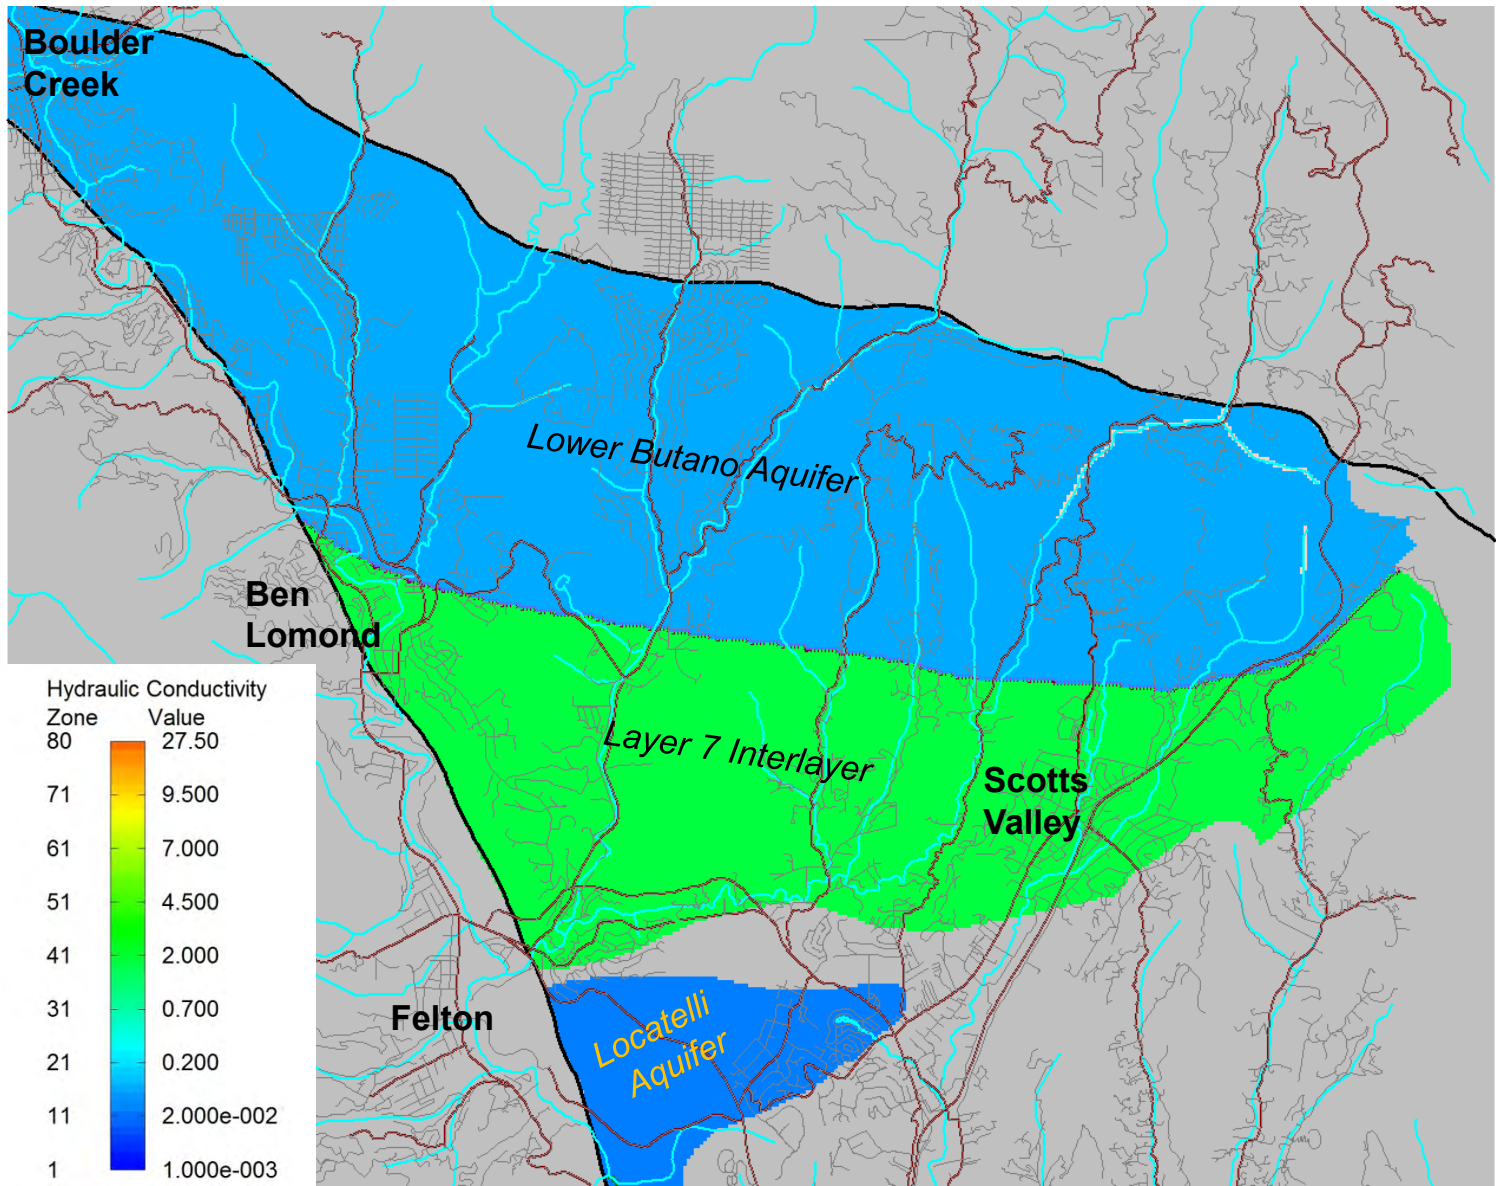 Boulder
Creek
Lower Butano Aquifer
Ben
Lomond
Layer 7 Interlayer
Scotts
Valley
Felton
Locatelli
Aquifer
Hydraulic Conductivity
Zone Value
80 27.50
71 9.500
61 7.000
51 4.500
41 2.000
31 0.700
21 0.200
11 2.000e-002
1 1.000e-003